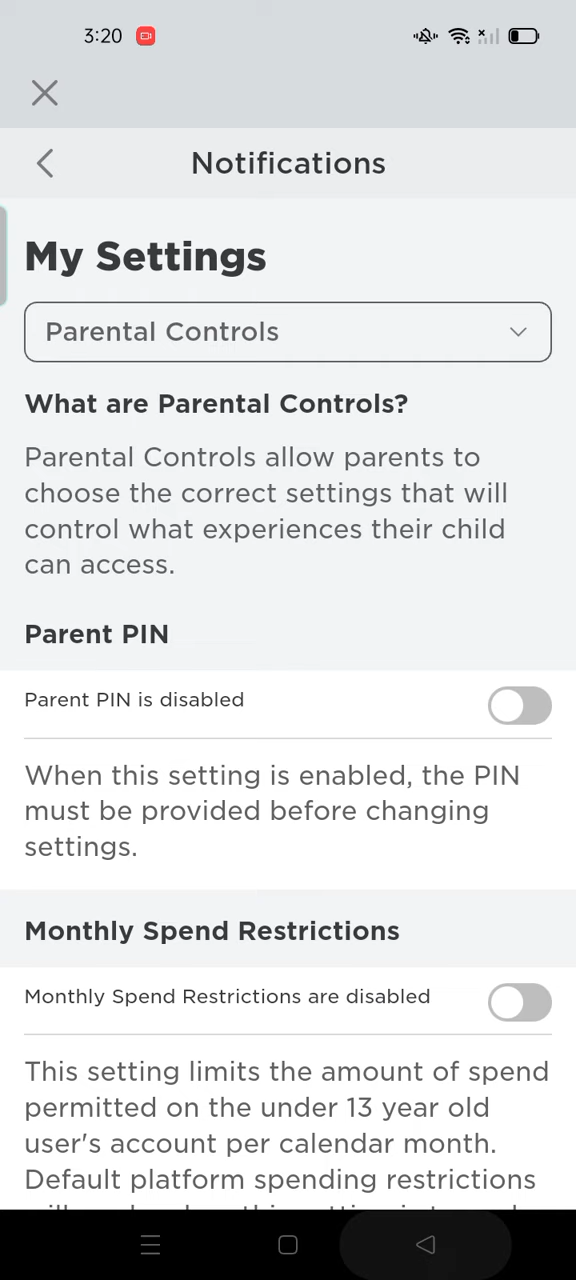 3:20
Notifications
My Settings
Parental Controls
What are Parental Controls?
Parental Controls allow parents to
choose the correct settings that will
control what experiences their child
can access.
Parent PIN
Parent PIN is disabled
When this setting is enabled, the PIN
must be provided before changing
settings.
Monthly Spend Restrictions
Monthly Spend Restrictions are disabled
This setting limits the amount of spend
permitted on the under 13 year old
user's account per calendar month.
Default platform spending restrictions